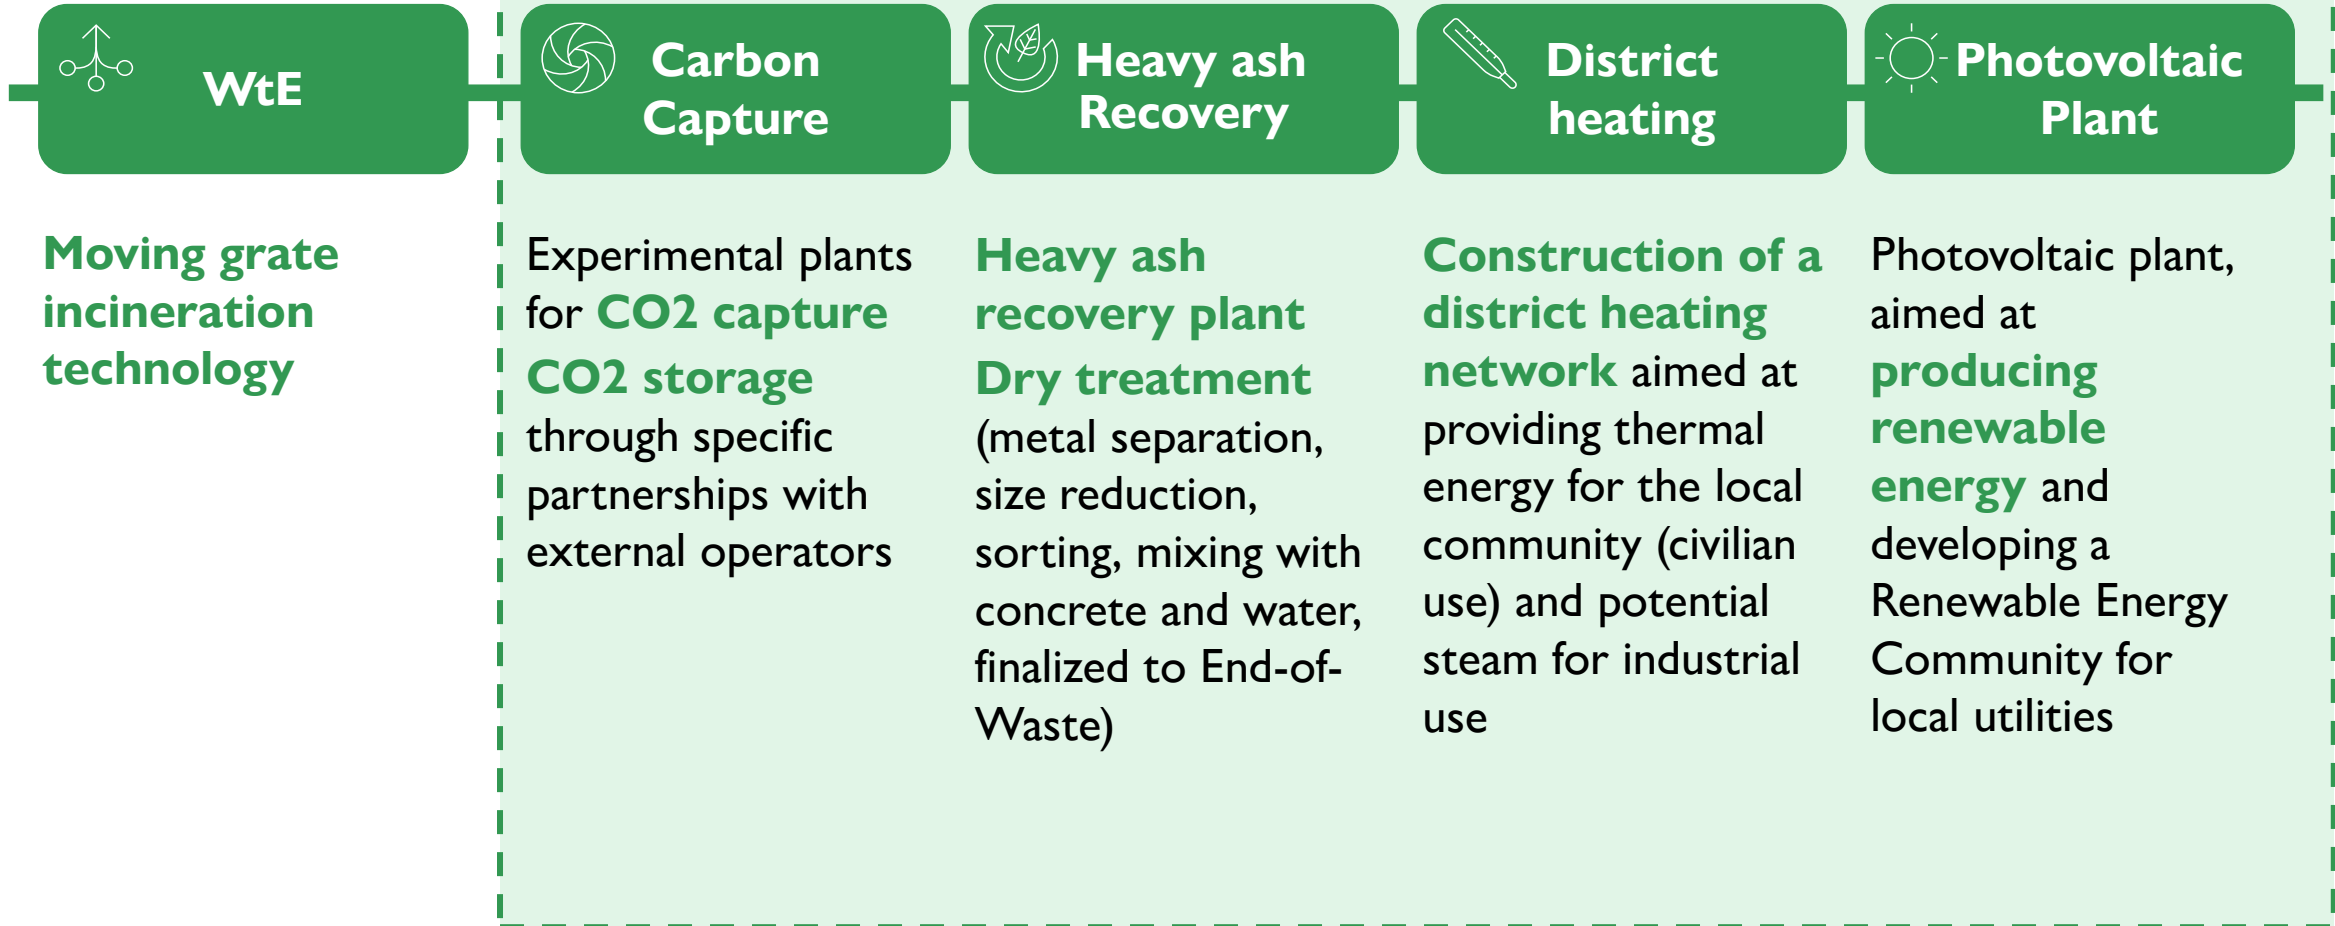 WtE
Carbon
Capture
Heavy ash
Recovery
District
heating
Photovoltaic
Plant
Moving grate
incineration
technology
Experimental plants
for CO2 capture
CO2 storage
through specific
partnerships with
external operators
Heavy ash
recovery plant
Dry treatment
(metal separation,
size reduction,
sorting, mixing with
concrete and water,
finalized to End-of-
Waste)
Construction of a
district heating
network aimed at
providing thermal
energy for the local
community (civilian
use) and potential
steam for industrial
use
Photovoltaic plant,
aimed at
producing
renewable
energy and
developing a
Renewable Energy
Community for
local utilities